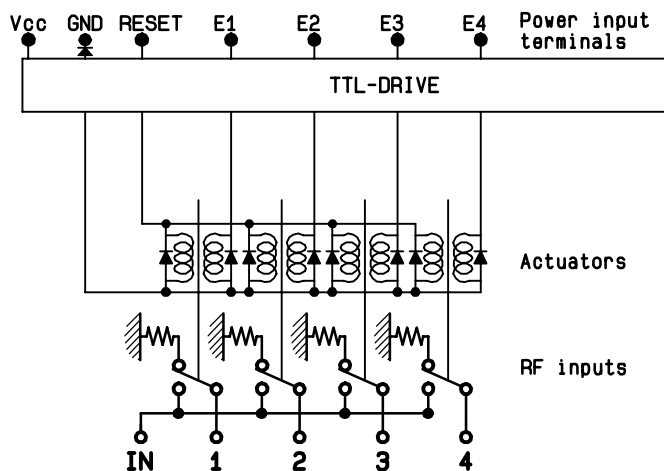 Vcc GND RESET E1 E2 E3 E4 Power input
terminals
TTL-DRIVE
Actuators
RF inputs
IN 1 2 3 4